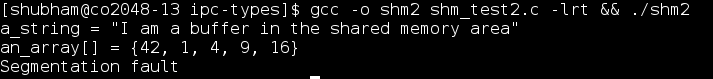 [shubham@co2048-13 ipc-types]$ gcc -o shm2 shm_test2.c -lrt && ./shm2
a_string = "I am a buffer in the shared memory area"
an_array[] = {42, 1, 4, 9, 16}
Segmentation fault